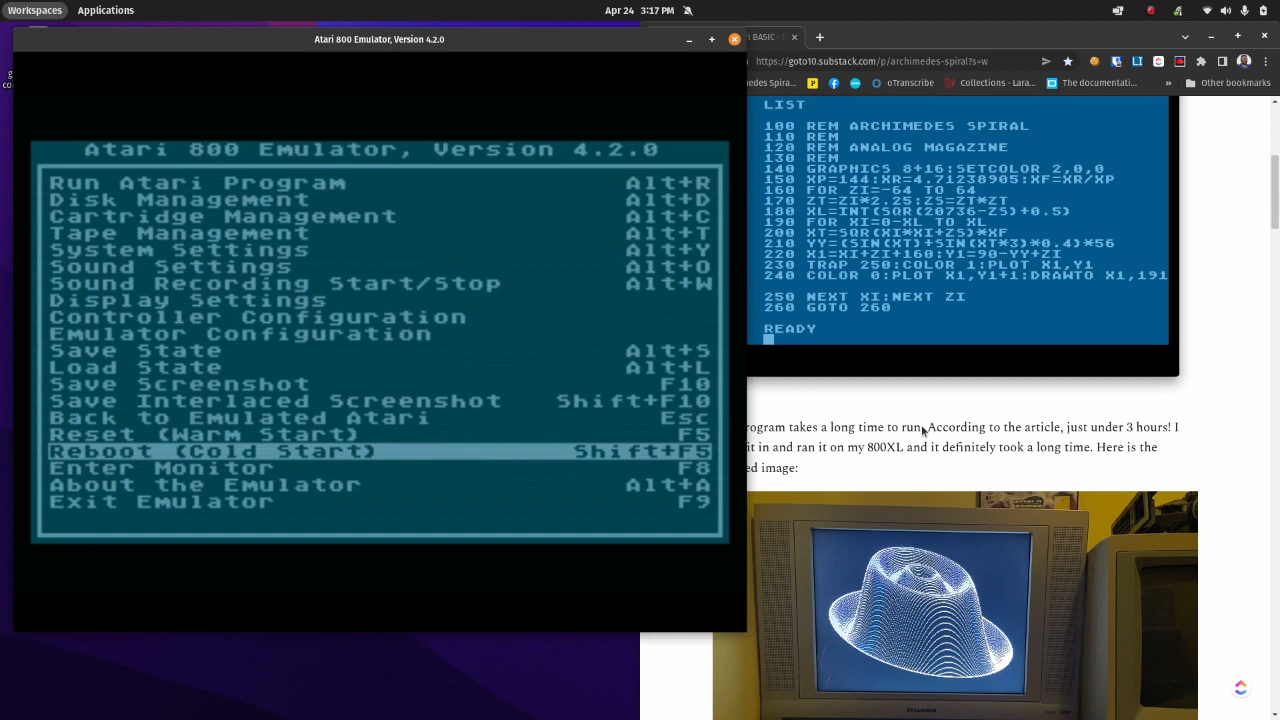 Workspaces Applications Apr 24 3:17 PM
Atari 800 Emulator, Version 4.2.0
Atari 800 Emulator, Version 4.2.0
Run Atari Program Alt+R
Disk Management Alt+D
Cartridge Management Alt+C
Tape Management Alt+T
System Settings Alt+Y
Sound Settings Alt+O
Sound Recording Start/Stop Alt+W
Display Settings
Controller Configuration
Emulator Configuration
Save State Alt+S
Load State Alt+L
Save Screenshot F10
Save Interlaced Screenshot Shift+F10
Back to Emulated Atari Esc
Reset (Warm Start) F5
Reboot (Cold Start) Shift+F5
Enter Monitor F8
About the Emulator Alt+A
Exit Emulator F9
BASIC
https://goto10.substack.com/p/archimedes-spiral?s=w
medes Spira... oTranscribe Collections - Lara... The documentati... » Other bookmarks
LIST
100 REM ARCHIMEDES SPIRAL
110 REM
120 REM ANALOG MAGAZINE
130 REM
140 GRAPHICS 8+16:SETCOLOR 2,0,0
150 XP=144:XR=4.71238905:XF=XR/XP
160 FOR ZI=-64 TO 64
170 ZT=ZI*2.25:ZS=ZT*ZT
180 XL=INT(SQR(20736-ZS)+0.5)
190 FOR XI=0-XL TO XL
200 XT=SQR(XI*XI+ZS)*XF
210 YY=(SIN(XT)+SIN(XT*3)*0.4)*56
220 X1=XI+ZI+160:Y1=90-YY+ZI
230 TRAP 250:COLOR 1:PLOT X1,Y1
240 COLOR 0:PLOT X1,Y1+1:DRAWTO X1,191
250 NEXT XI:NEXT ZI
260 GOTO 260
READY
rogram takes a long time to run. According to the article, just under 3 hours! I
it in and ran it on my 800XL and it definitely took a long time. Here is the
ed image: